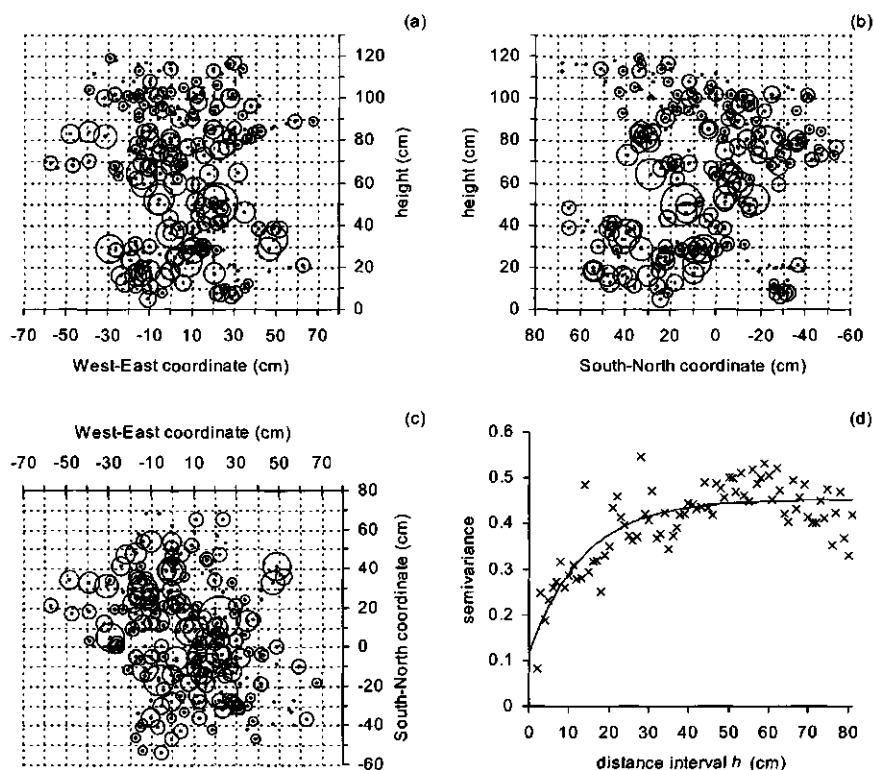 (a)
120
100
80
60
40
20
0
height (cm)
-70 -50 -30 -10 10 30 50 70
West-East coordinate (cm)
(b)
120
100
80
60
40
20
0
height (cm)
80 60 40 20 0 -20 -40 -60
South-North coordinate (cm)
(c)
West-East coordinate (cm)
-70 -50 -30 -10 10 30 50 70
80
60
40
20
0
-20
-40
-60
South-North coordinate (cm)
(d)
0.6
0.5
0.4
0.3
0.2
0.1
0
semivariance
0 10 20 30 40 50 60 70 80
distance interval h (cm)